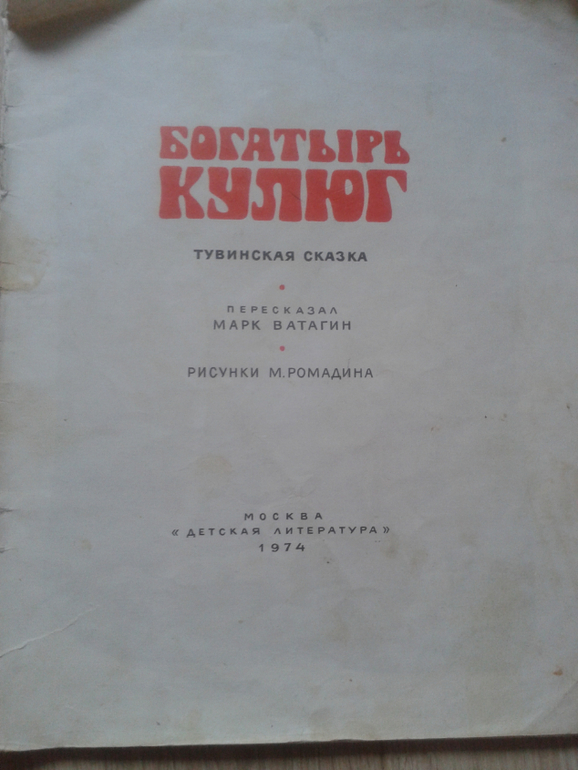 БОГАТЫРЬ
КУЛЮГ
ТУВИНСКАЯ СКАЗКА
ПЕРЕСКАЗАЛ
МАРК ВАТАГИН
РИСУНКИ М. РОМАДИНА
МОСКВА
«ДЕТСКАЯ ЛИТЕРАТУРА»
1974